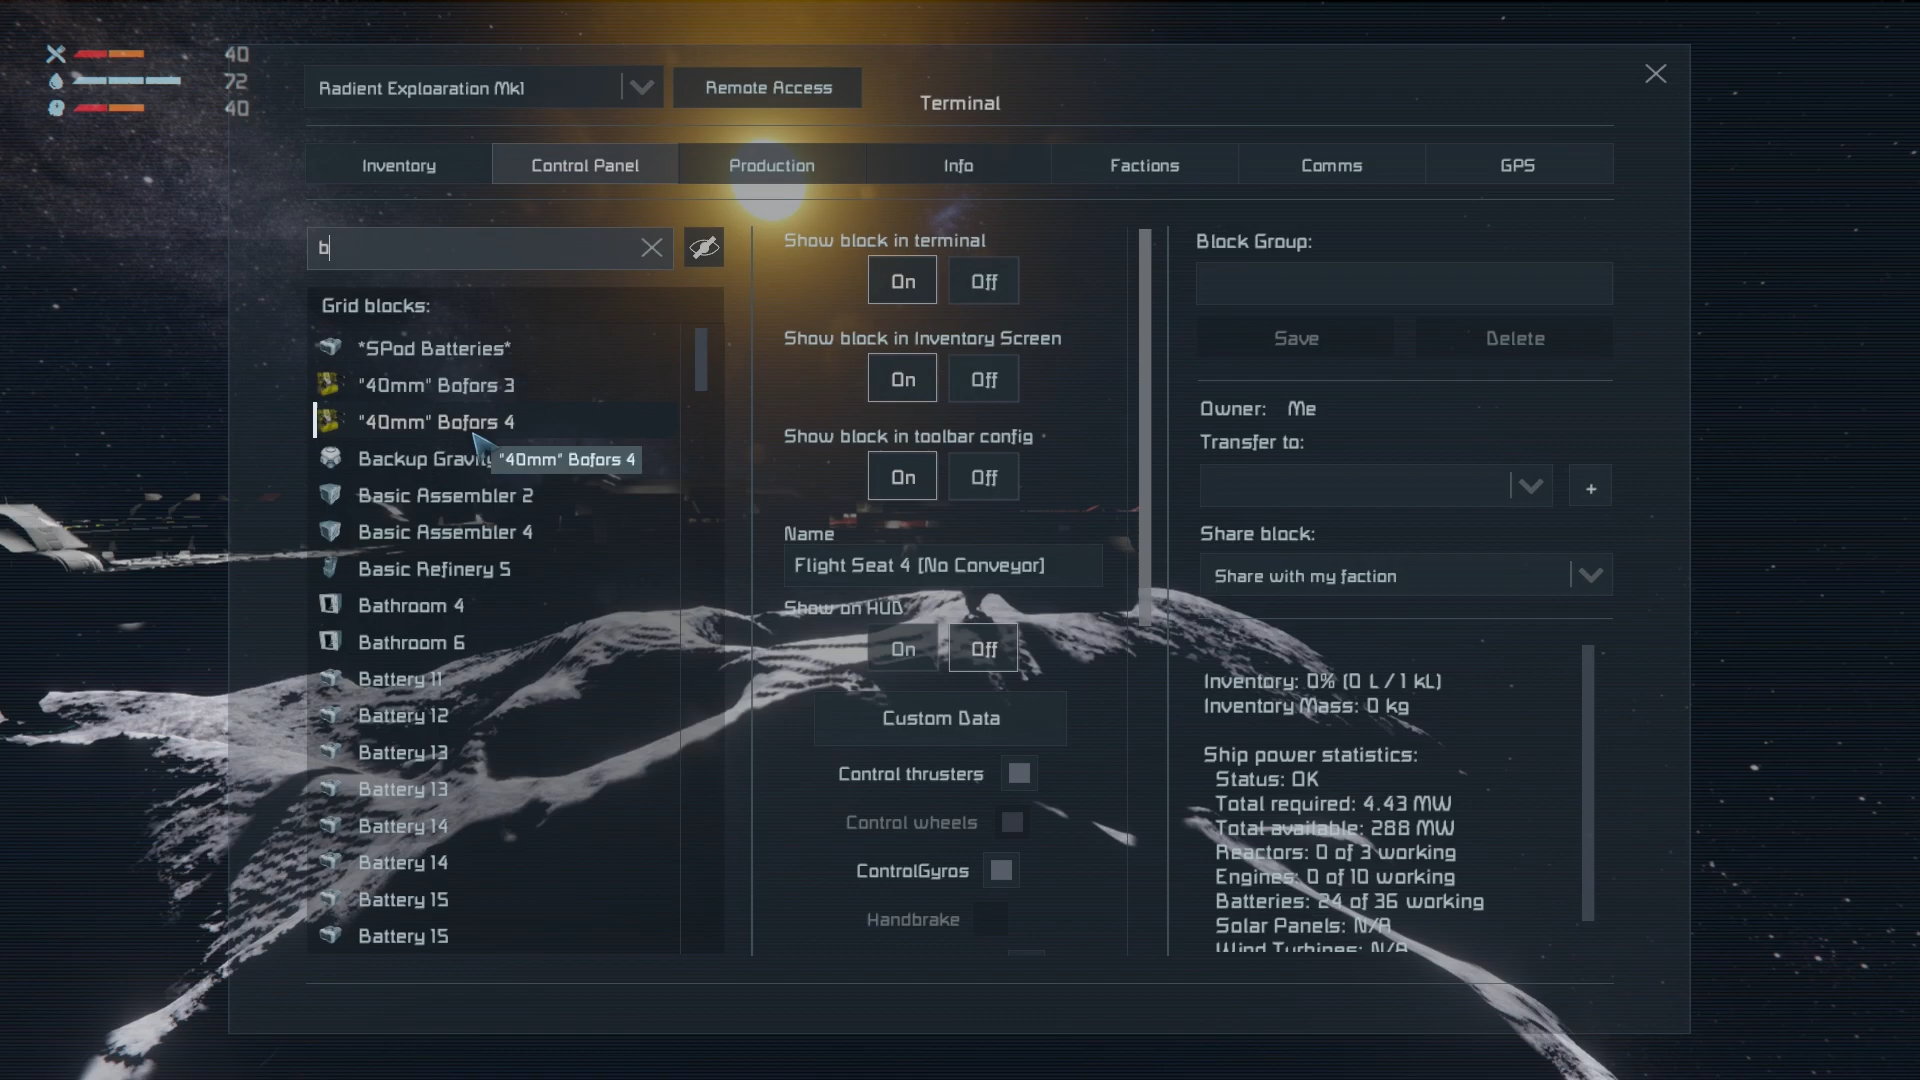 40
72
40
Radient Exploaration Mk1
Remote Access
Terminal
Inventory
Control Panel
Production
Info
Factions
Comms
GPS
b
Grid blocks:
*SPod Batteries*
"40mm" Bofors 3
"40mm" Bofors 4
Backup Gravity
"40mm" Bofors 4
Basic Assembler 2
Basic Assembler 4
Basic Refinery 5
Bathroom 4
Bathroom 6
Battery 11
Battery 12
Battery 13
Battery 13
Battery 14
Battery 14
Battery 15
Battery 15
Show block in terminal
On
Off
Show block in Inventory Screen
On
Off
Show block in toolbar config
On
Off
Name
Flight Seat 4 [No Conveyor]
Show on HUD
On
Off
Custom Data
Control thrusters
Control wheels
ControlGyros
Handbrake
Block Group:
Save
Delete
Owner: Me
Transfer to:
+
Share block:
Share with my faction
Inventory: 0% (0 L / 1 kL)
Inventory Mass: 0 kg
Ship power statistics:
Status: OK
Total required: 4.43 MW
Total available: 288 MW
Reactors: 0 of 3 working
Engines: 0 of 10 working
Batteries: 24 of 36 working
Solar Panels: N/A
Wind Turbines: N/A